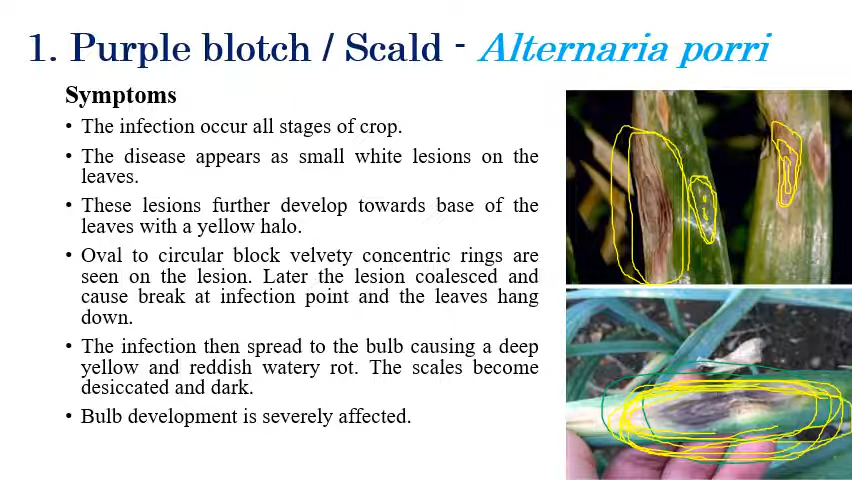 1. Purple blotch / Scald - Alternaria porri
Symptoms
• The infection occur all stages of crop.
• The disease appears as small white lesions on the
leaves.
• These lesions further develop towards base of the
leaves with a yellow halo.
• Oval to circular block velvety concentric rings are
seen on the lesion. Later the lesion coalesced and
cause break at infection point and the leaves hang
down.
• The infection then spread to the bulb causing a deep
yellow and reddish watery rot. The scales become
desiccated and dark.
• Bulb development is severely affected.